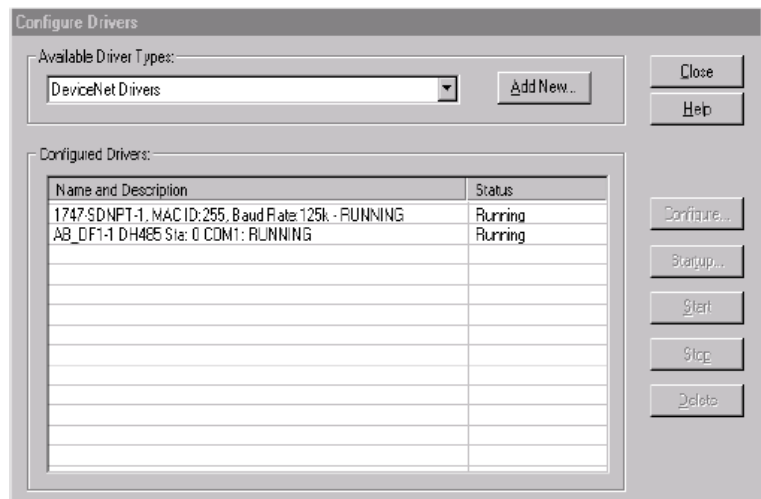 Configure Drivers
Available Driver Types:
DeviceNet Drivers
Add New...
Close
Help
Configured Drivers:
Name and Description Status
1747-SDNPT-1, MAC ID:255, Baud Rate:125k - RUNNING Running
AB_DF1-1 DH485 Sta: 0 COM1: RUNNING Running
Configure...
Startup...
Start
Stop
Delete